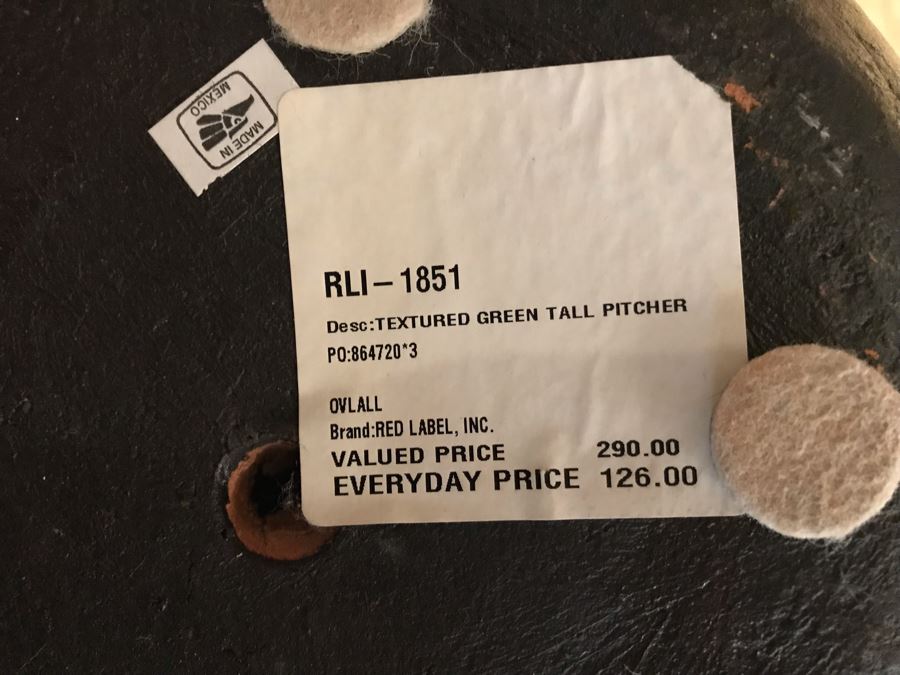 MADE IN
MEXICO
RLI-1851
Desc:TEXTURED GREEN TALL PITCHER
PO:864720*3
OVLALL
Brand:RED LABEL, INC.
VALUED PRICE 290.00
EVERYDAY PRICE 126.00